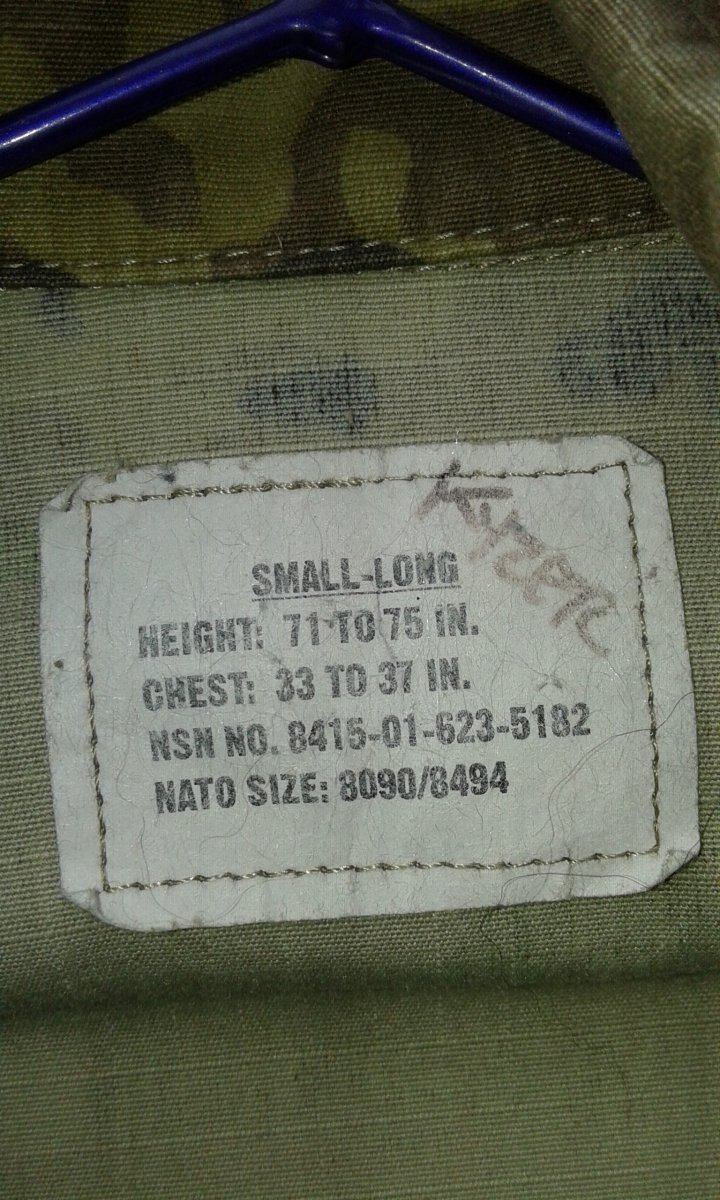 SMALL-LONG
HEIGHT: 71 TO 75 IN.
CHEST: 33 TO 37 IN.
NSN NO. 8415-01-623-5182
NATO SIZE: 8090/8494